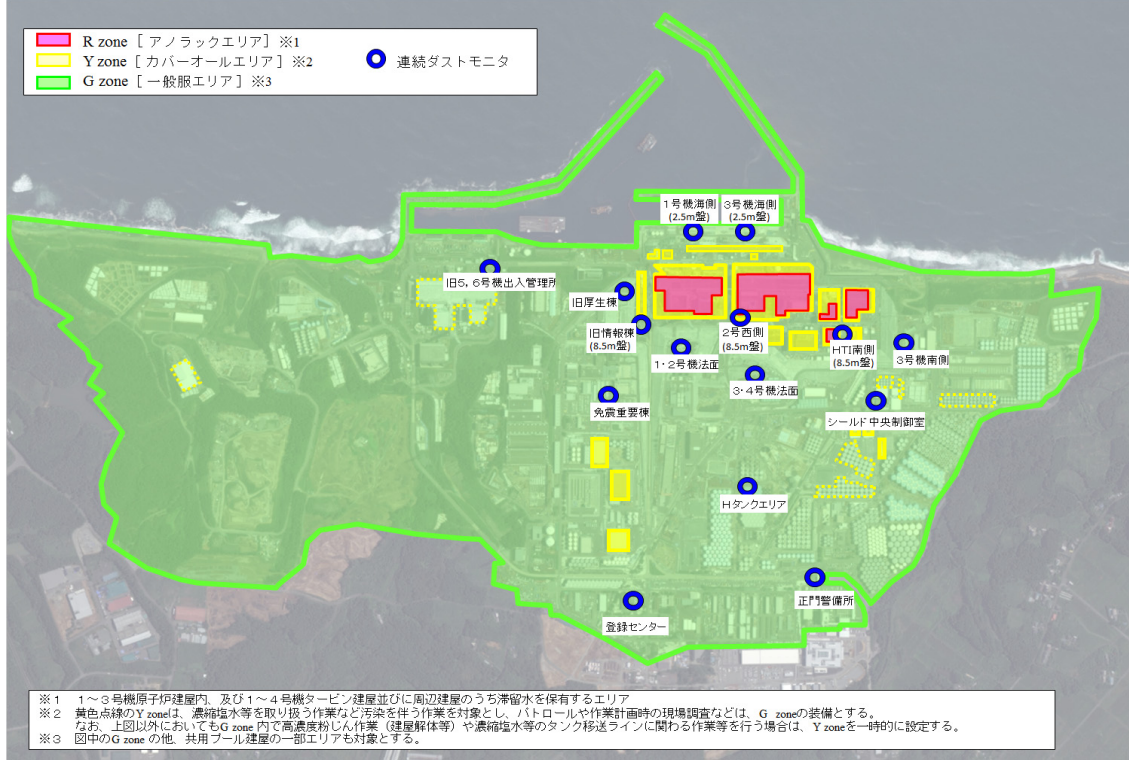 R zone [ アノラックエリア] ※1
Y zone [ カバーオールエリア] ※2
G zone [ 一般服エリア] ※3
連続ダストモニタ
1号機海側
(2.5m盤)
3号機海側
(2.5m盤)
旧5,6号機出入管理所
旧厚生棟
旧情報棟
(8.5m盤)
2号西側
(8.5m盤)
HTI南側
(8.5m盤)
3号機南側
1・2号機法面
3・4号機法面
免震重要棟
シールド中央制御室
Hタンクエリア
正門警備所
登録センター
※1 1~3号機原子炉建屋内、及び1~4号機タービン建屋並びに周辺建屋のうち滞留水を保有するエリア
※2 黄色点線のY zoneは、濃縮塩水等を取り扱う作業など汚染を伴う作業を対象とし、パトロールや作業計画時の現場調査などは、G zoneの装備とする。
なお、上図以外においてもG zone 内で高濃度粉じん作業(建屋解体等)や濃縮塩水等のタンク移送ラインに関わる作業等を行う場合は、Y zoneを一時的に設定する。
※3 図中のG zone の他、共用プール建屋の一部エリアも対象とする。